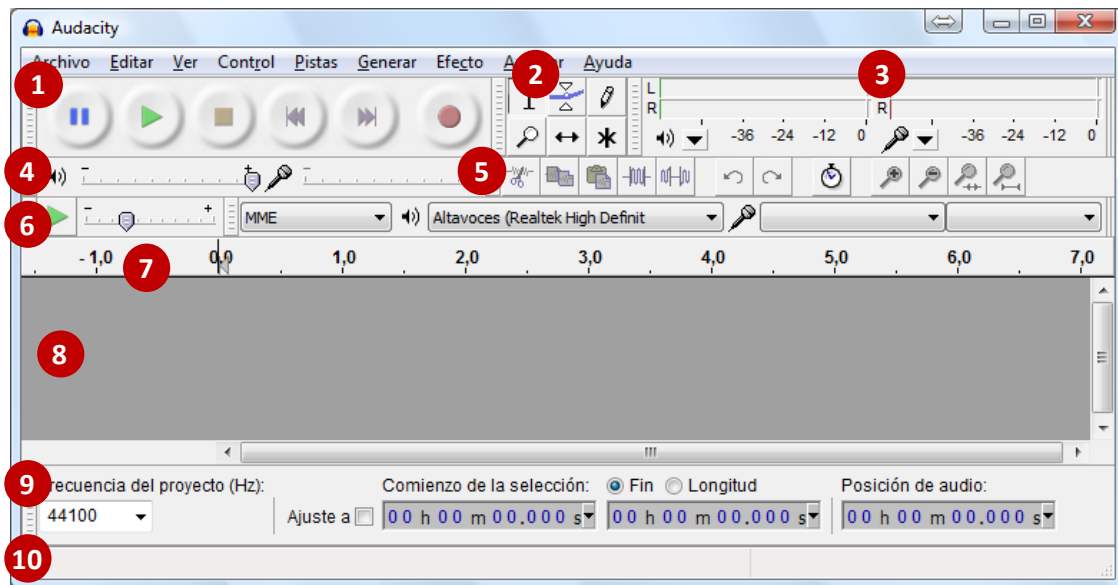 Audacity
Archivo Editar Ver Control Pistas Generar Efecto Ayuda
1
2
3
L
R
R
-36 -24 -12 0
-36 -24 -12 0
4
- +
-
5
6
- +
MME
Altavoces (Realtek High Definit
- 1,0 0,0 1,0 2,0 3,0 4,0 5,0 6,0 7,0
7
8
9
recuencia del proyecto (Hz):
Comienzo de la selección:
Fin
Longitud
Posición de audio:
44100
Ajuste a
00 h 00 m 00.000 s
00 h 00 m 00.000 s
00 h 00 m 00.000 s
10